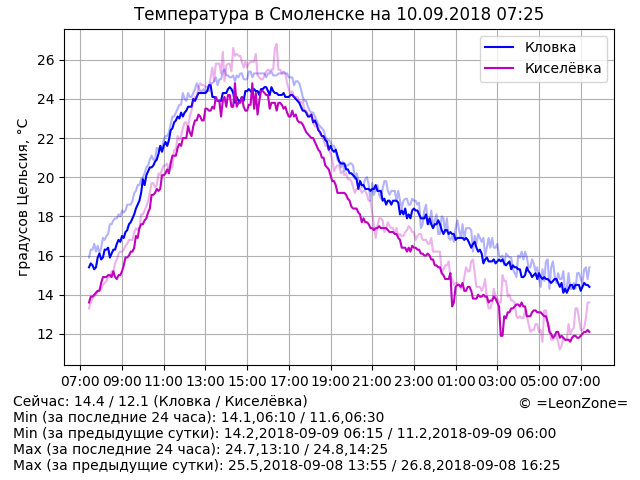 Температура в Смоленске на 10.09.2018 07:25
Кловка
Киселёвка
градусов Цельсия, °C
26
24
22
20
18
16
14
12
07:00 09:00 11:00 13:00 15:00 17:00 19:00 21:00 23:00 01:00 03:00 05:00 07:00
Сейчас: 14.4 / 12.1 (Кловка / Киселёвка)
© =LeonZone=
Min (за последние 24 часа): 14.1,06:10 / 11.6,06:30
Min (за предыдущие сутки): 14.2,2018-09-09 06:15 / 11.2,2018-09-09 06:00
Max (за последние 24 часа): 24.7,13:10 / 24.8,14:25
Max (за предыдущие сутки): 25.5,2018-09-08 13:55 / 26.8,2018-09-08 16:25